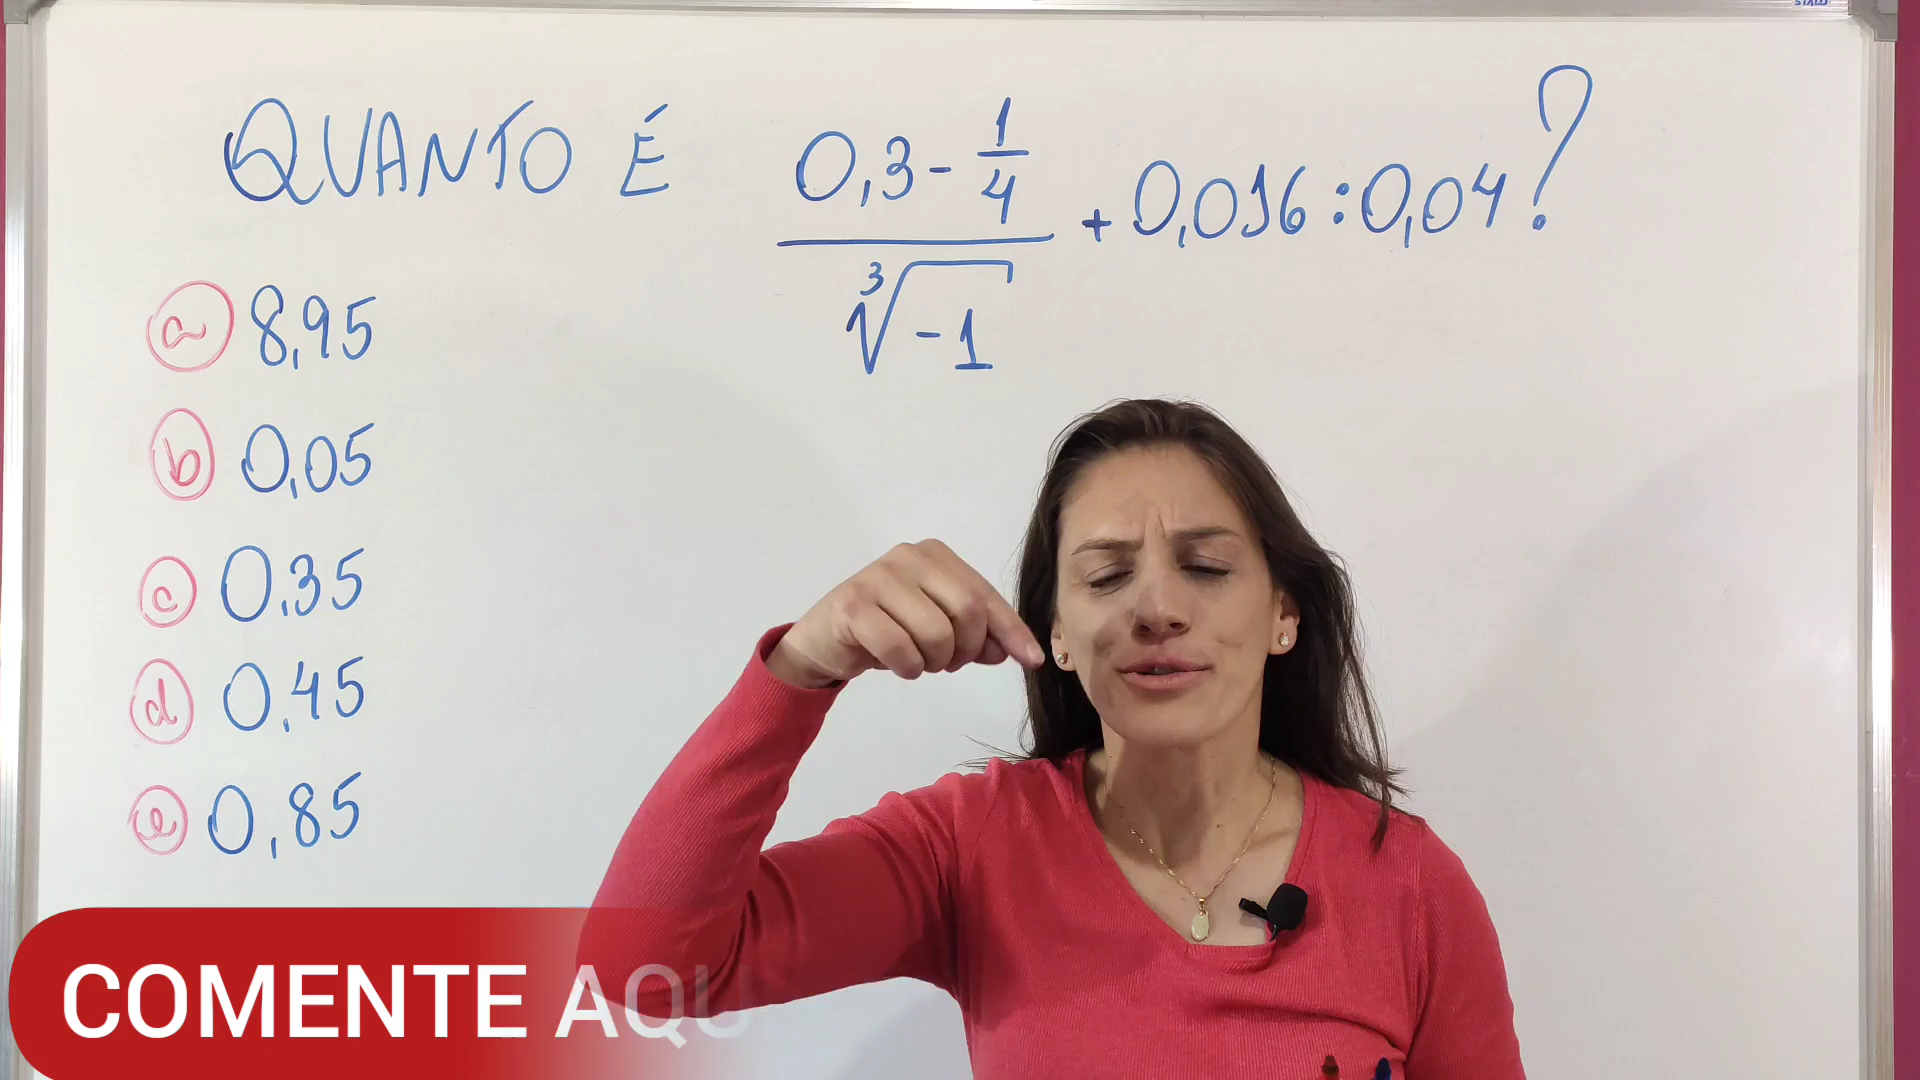 QUANTO É (0,3 - 1/4)/∛-1 + 0,016 : 0,04 ?
a 8,95
b 0,05
c 0,35
d 0,45
e 0,85
COMENTE AQU